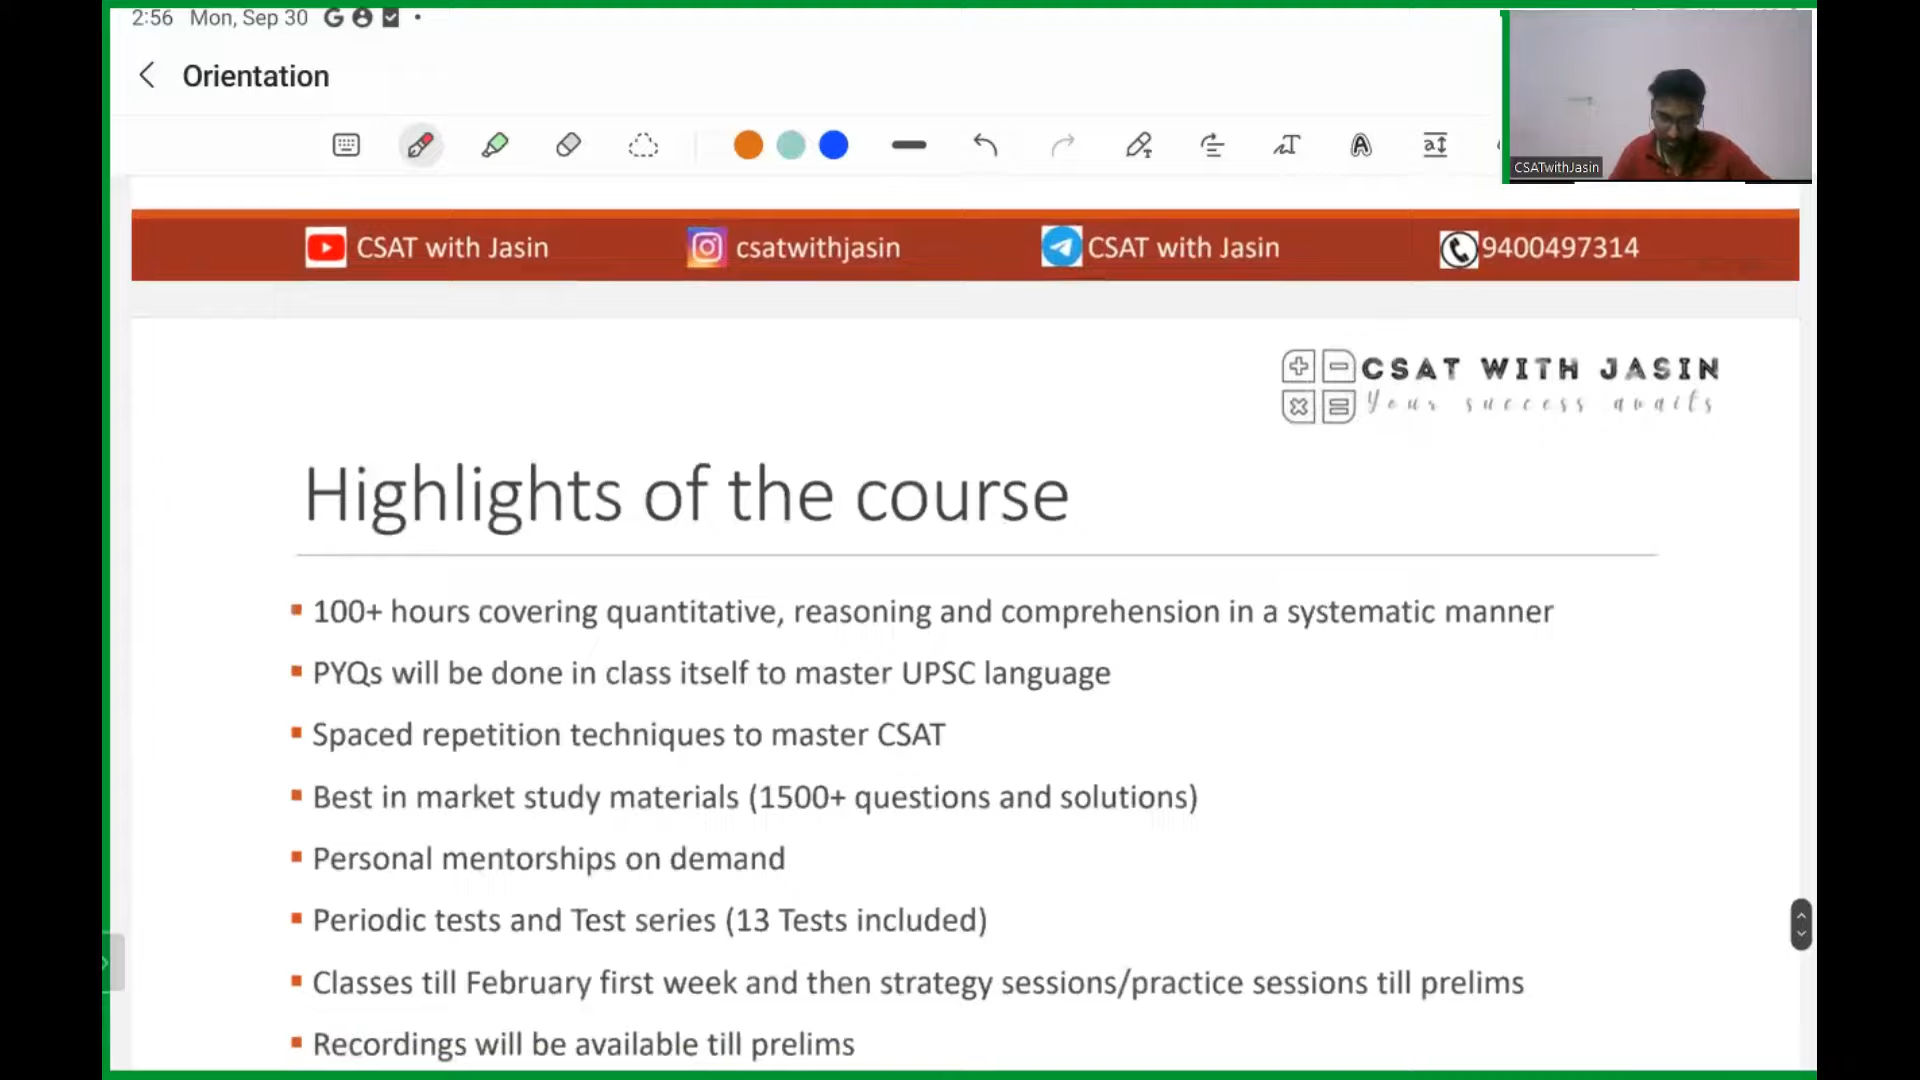 2:56 Mon, Sep 30
Orientation
CSATwithJasin
CSAT with Jasin
csatwithjasin
CSAT with Jasin
9400497314
CSAT WITH JASIN
Your success awaits
Highlights of the course
100+ hours covering quantitative, reasoning and comprehension in a systematic manner
PYQs will be done in class itself to master UPSC language
Spaced repetition techniques to master CSAT
Best in market study materials (1500+ questions and solutions)
Personal mentorships on demand
Periodic tests and Test series (13 Tests included)
Classes till February first week and then strategy sessions/practice sessions till prelims
Recordings will be available till prelims